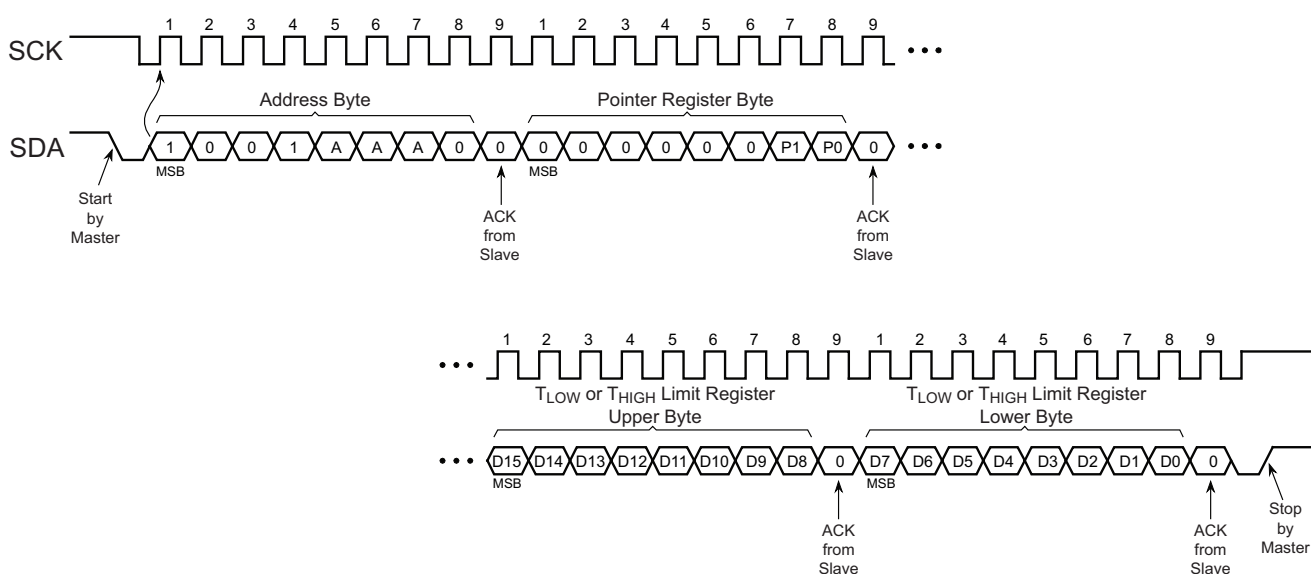 1 2 3 4 5 6 7 8 9 1 2 3 4 5 6 7 8 9
SCK
Address Byte Pointer Register Byte
SDA 1 0 0 1 A A A 0 0 0 0 0 0 0 0 P1 P0 0
MSB MSB
Start
by
Master
ACK
from
Slave
ACK
from
Slave
1 2 3 4 5 6 7 8 9 1 2 3 4 5 6 7 8 9
TLOW or THIGH Limit Register
Upper Byte
TLOW or THIGH Limit Register
Lower Byte
D15 D14 D13 D12 D11 D10 D9 D8 0 D7 D6 D5 D4 D3 D2 D1 D0 0
MSB MSB
ACK
from
Slave
ACK
from
Slave
Stop
by
Master